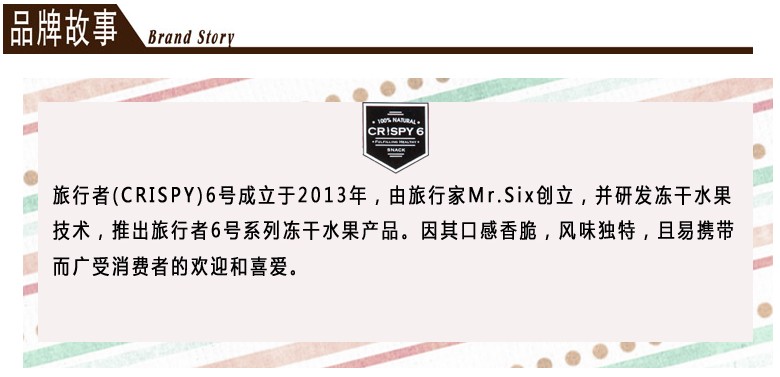 品牌故事 Brand Story
100% NATURAL
CRISPY 6
FULFILLING HEALTHY
SNACK
旅行者(CRISPY)6号成立于2013年，由旅行家Mr.Six创立，并研发冻干水果
技术，推出旅行者6号系列冻干水果产品。因其口感香脆，风味独特，且易携带
而广受消费者的欢迎和喜爱。